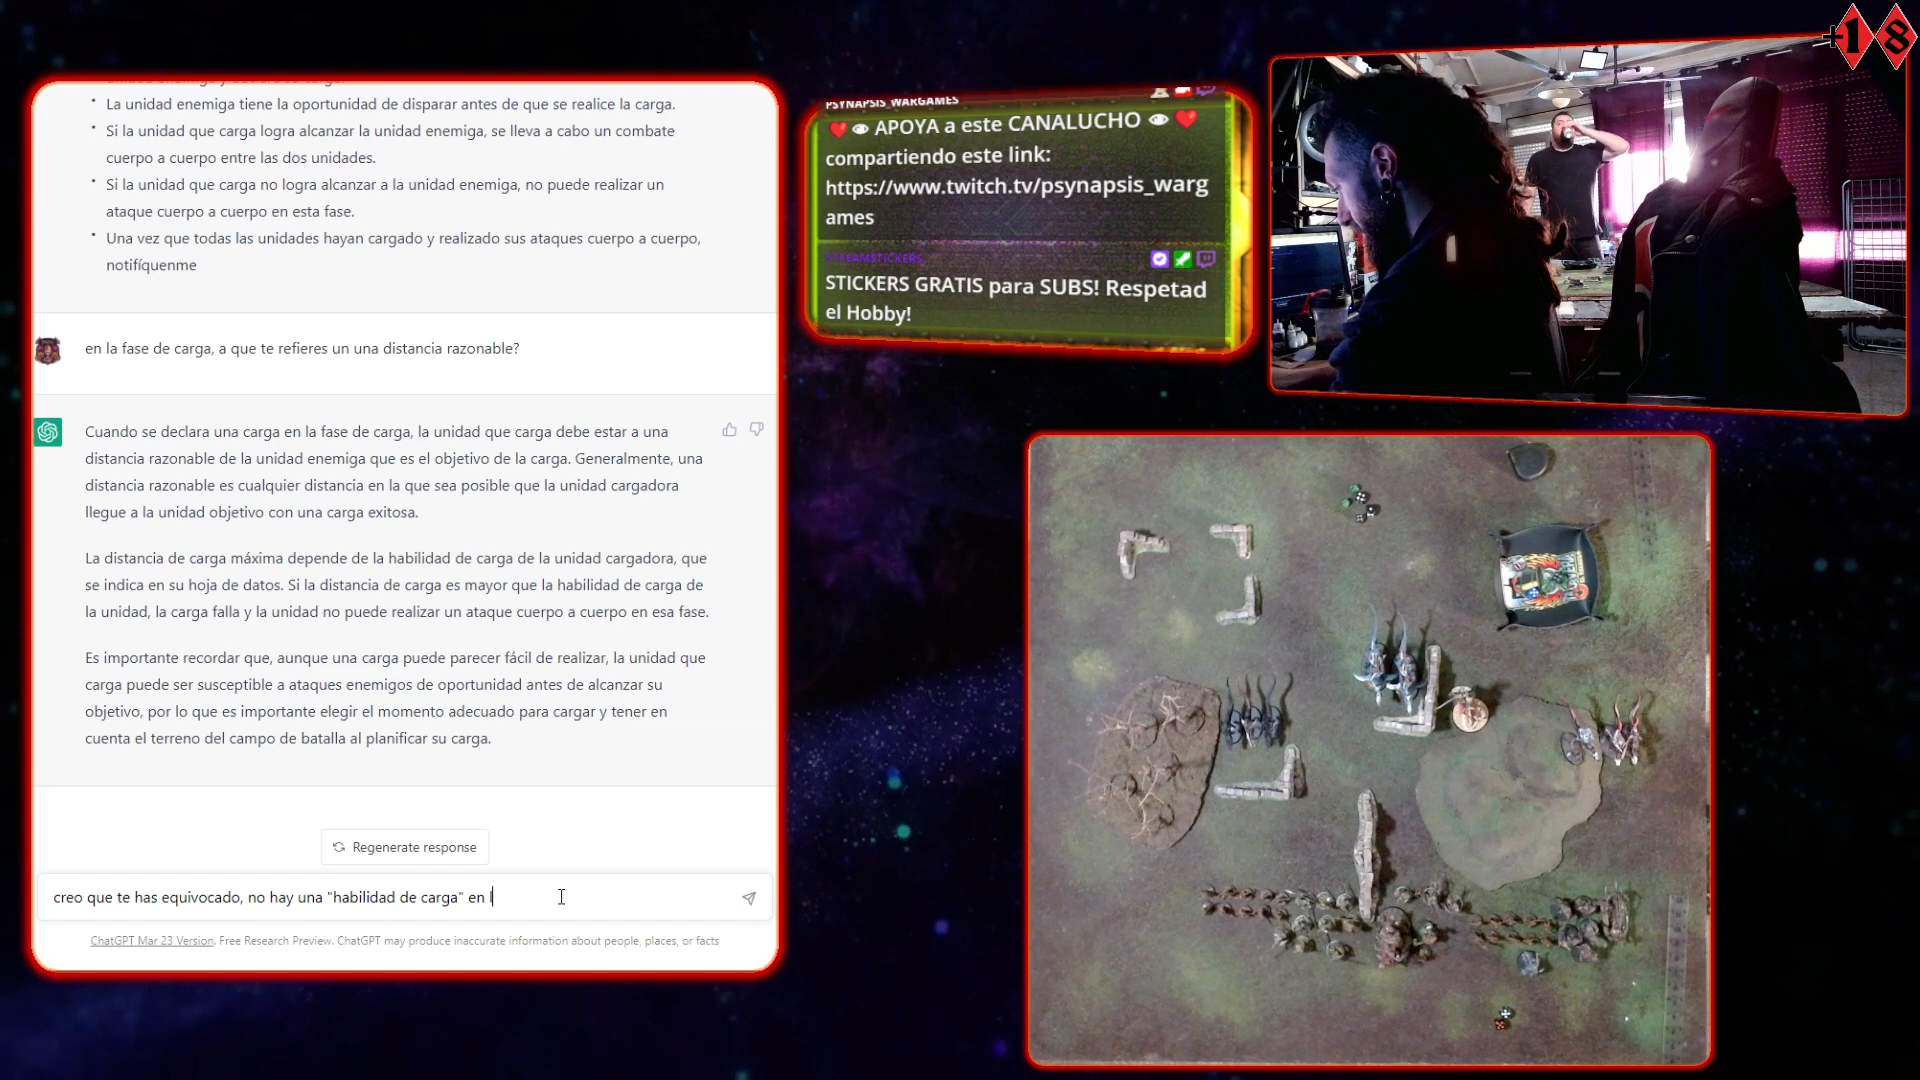 +18
La unidad enemiga tiene la oportunidad de disparar antes de que se realice la carga.
Si la unidad que carga logra alcanzar la unidad enemiga, se lleva a cabo un combate
cuerpo a cuerpo entre las dos unidades.
Si la unidad que carga no logra alcanzar a la unidad enemiga, no puede realizar un
ataque cuerpo a cuerpo en esta fase.
Una vez que todas las unidades hayan cargado y realizado sus ataques cuerpo a cuerpo,
notifíquenme
en la fase de carga, a que te refieres un una distancia razonable?
Cuando se declara una carga en la fase de carga, la unidad que carga debe estar a una
distancia razonable de la unidad enemiga que es el objetivo de la carga. Generalmente, una
distancia razonable es cualquier distancia en la que sea posible que la unidad cargadora
llegue a la unidad objetivo con una carga exitosa.
La distancia de carga máxima depende de la habilidad de carga de la unidad cargadora, que
se indica en su hoja de datos. Si la distancia de carga es mayor que la habilidad de carga de
la unidad, la carga falla y la unidad no puede realizar un ataque cuerpo a cuerpo en esa fase.
Es importante recordar que, aunque una carga puede parecer fácil de realizar, la unidad que
carga puede ser susceptible a ataques enemigos de oportunidad antes de alcanzar su
objetivo, por lo que es importante elegir el momento adecuado para cargar y tener en
cuenta el terreno del campo de batalla al planificar su carga.
Regenerate response
creo que te has equivocado, no hay una "habilidad de carga" en l
ChatGPT Mar 23 Version. Free Research Preview. ChatGPT may produce inaccurate information about people, places, or facts
PSYNAPSIS_WARGAMES
APOYA a este CANALUCHO
compartiendo este link:
https://www.twitch.tv/psynapsis_warg
ames
STREAMSTICKERS
STICKERS GRATIS para SUBS! Respetad
el Hobby!